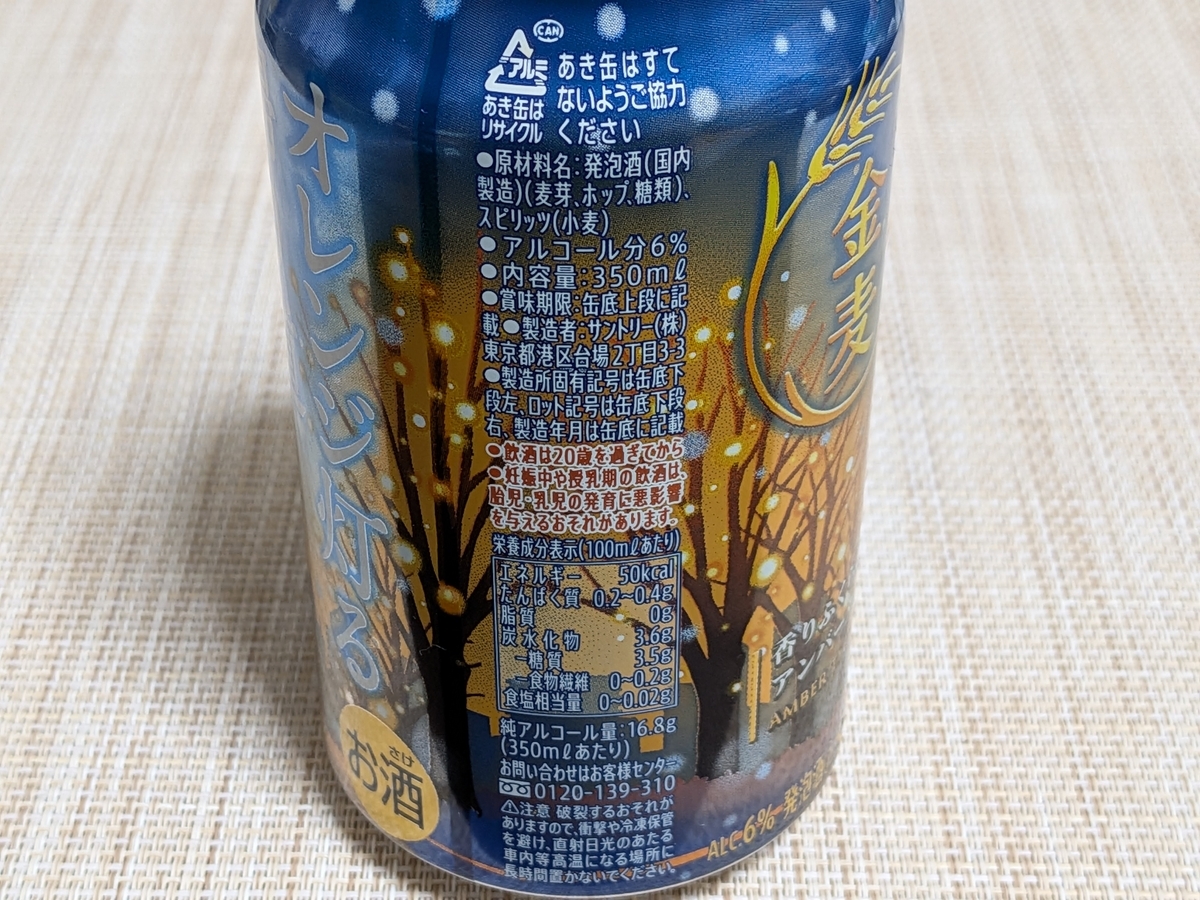 CAN
アルミ
あき缶は
リサイクル
あき缶はすて
ないようご協力
ください
●原材料名:発泡酒(国内
製造)(麦芽、ホップ、糖類)、
スピリッツ(小麦)
●アルコール分6%
●内容量:350mℓ
●賞味期限:缶底上段に記
載●製造者:サントリー(株)
東京都港区台場2丁目3-3
●製造所固有記号は缶底下
段左、ロット記号は缶底下段
右、製造年月は缶底に記載
●飲酒は20歳を過ぎてから
●妊娠中や授乳期の飲酒は、
胎児・乳児の発育に悪影響
を与えるおそれがあります。
栄養成分表示(100mℓあたり)
エネルギー 50kcal
たんぱく質 0.2~0.4g
脂質 0g
炭水化物 3.6g
-糖質 3.5g
-食物繊維 0~0.2g
食塩相当量 0~0.02g
純アルコール量:16.8g
(350mℓあたり)
お問い合わせはお客様センター
0120-139-310
⚠注意 破裂するおそれが
ありますので、衝撃や冷凍保管
を避け、直射日光のあたる
車内等高温になる場所に
長時間置かないでください。
オレンジ灯る
お酒
さけ
金麦
香りふ
アンバ
AMBER
ALC.6% 発泡酒